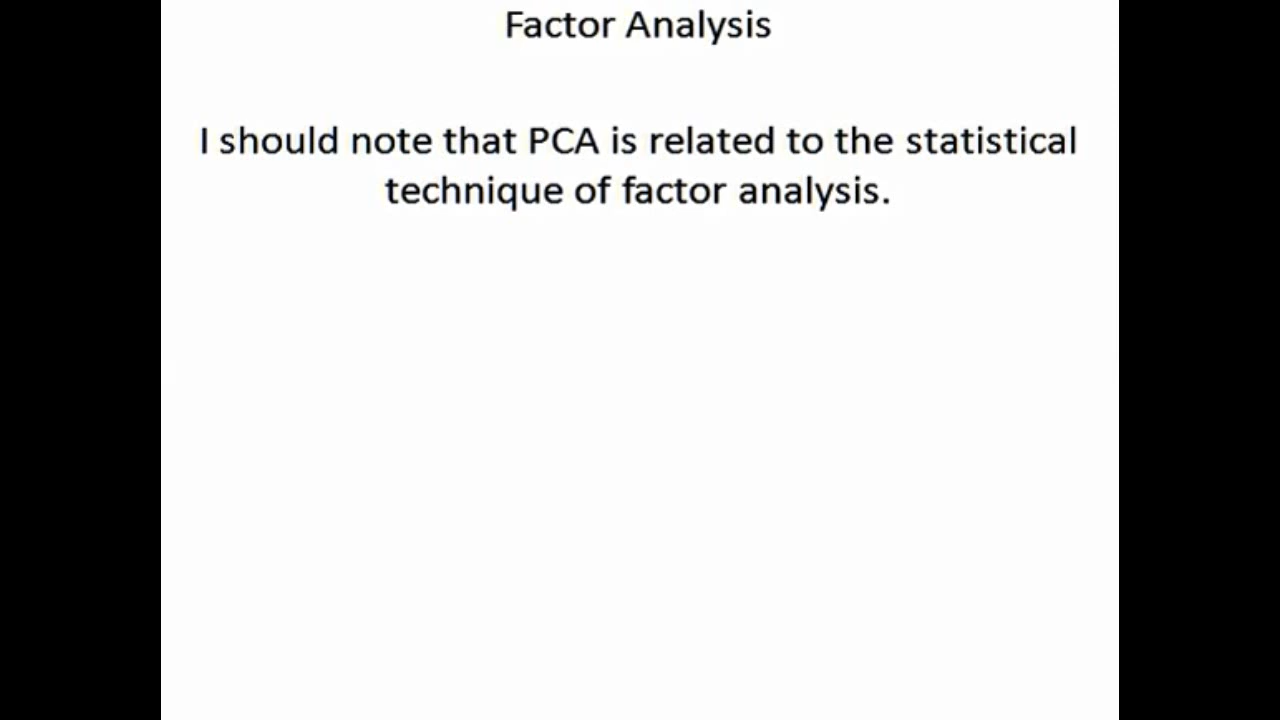 Factor Analysis
I should note that PCA is related to the statistical
technique of factor analysis.